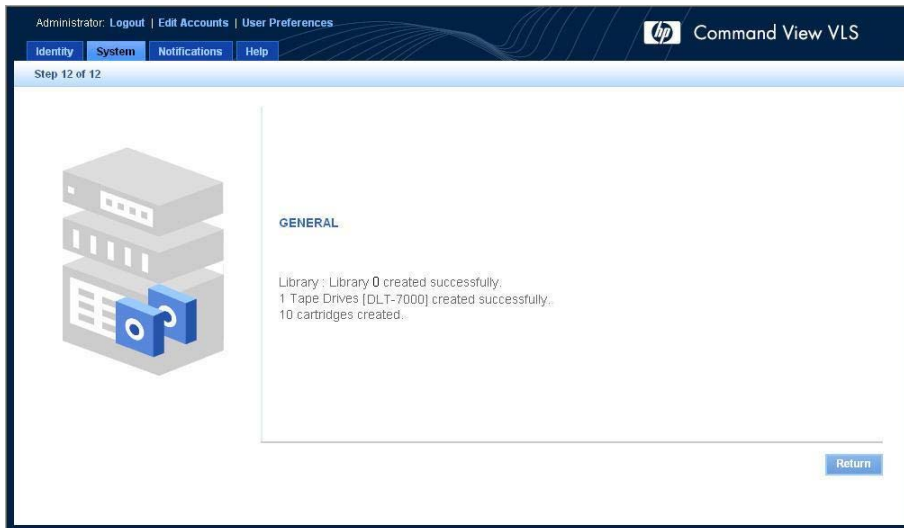 Administrator: Logout | Edit Accounts | User Preferences
hp Command View VLS
Identity System Notifications Help
Step 12 of 12
GENERAL
Library : Library 0 created successfully.
1 Tape Drives [DLT-7000] created successfully.
10 cartridges created.
Return